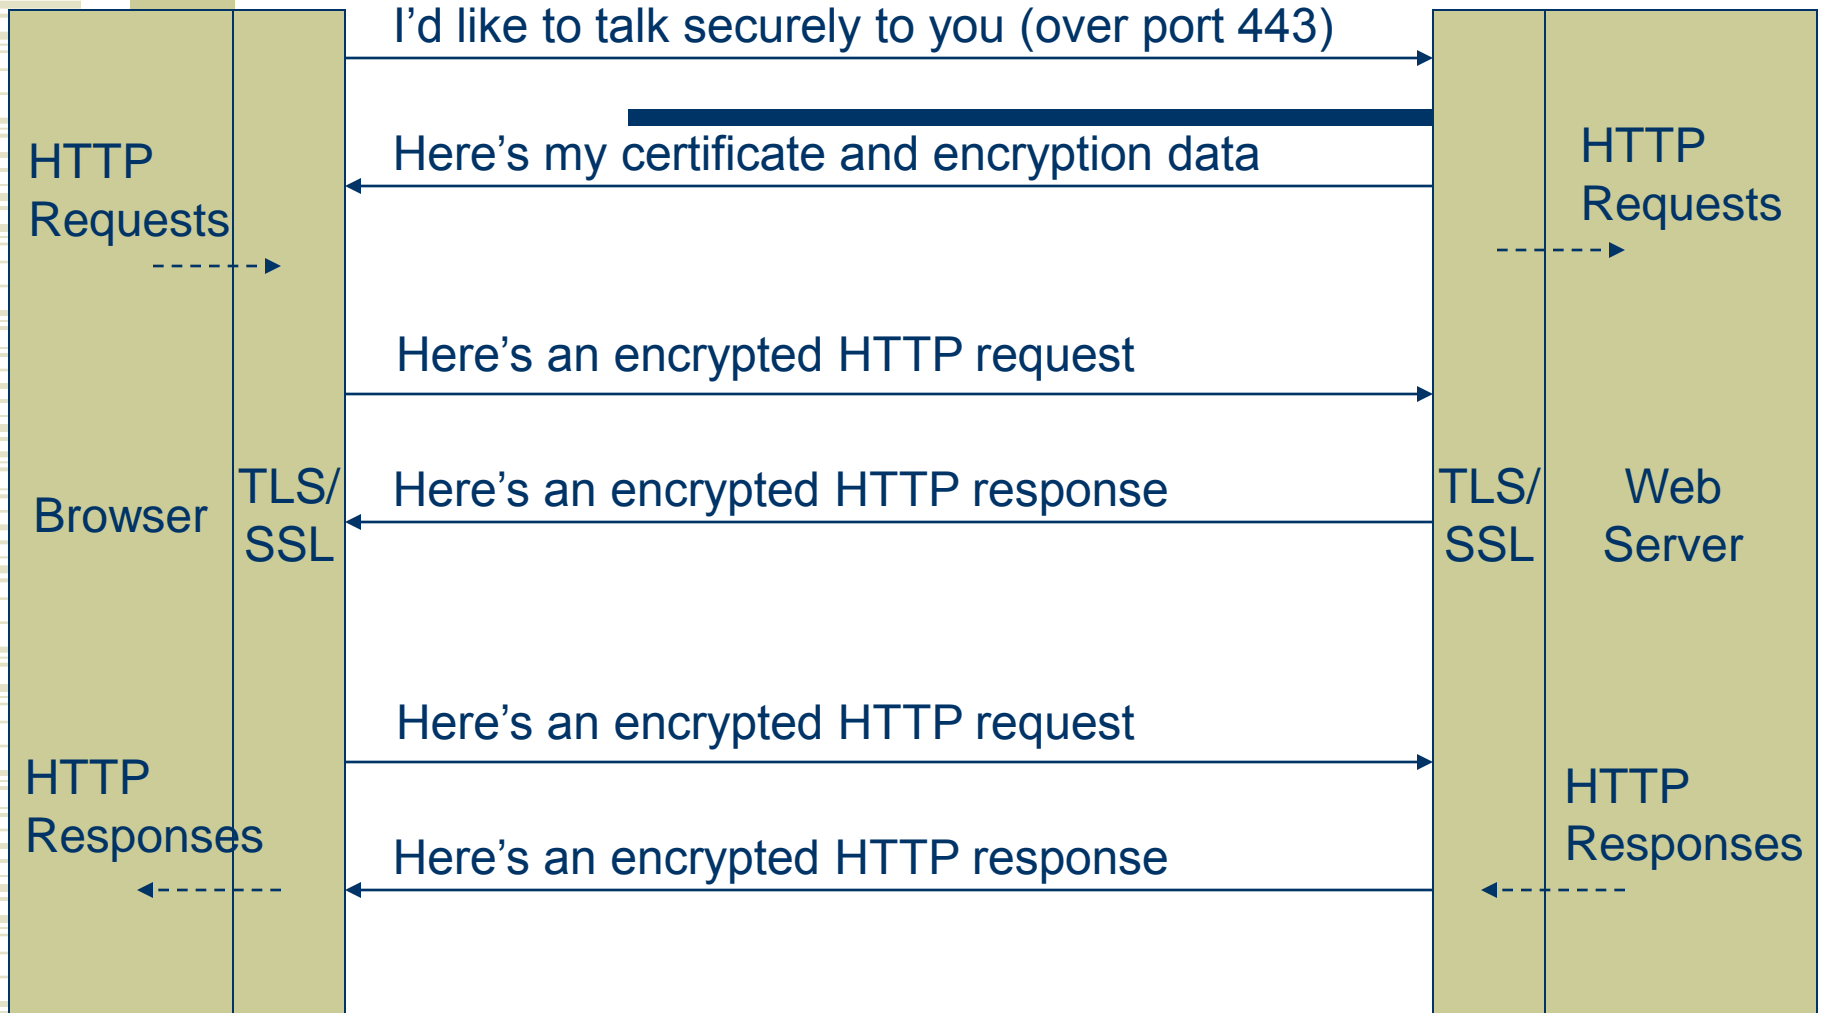 I’d like to talk securely to you (over port 443)
Here’s my certificate and encryption data
HTTP
Requests
HTTP
Requests
Here’s an encrypted HTTP request
Here’s an encrypted HTTP response
Browser
TLS/
SSL
TLS/
SSL
Web
Server
Here’s an encrypted HTTP request
HTTP
Responses
HTTP
Responses
Here’s an encrypted HTTP response